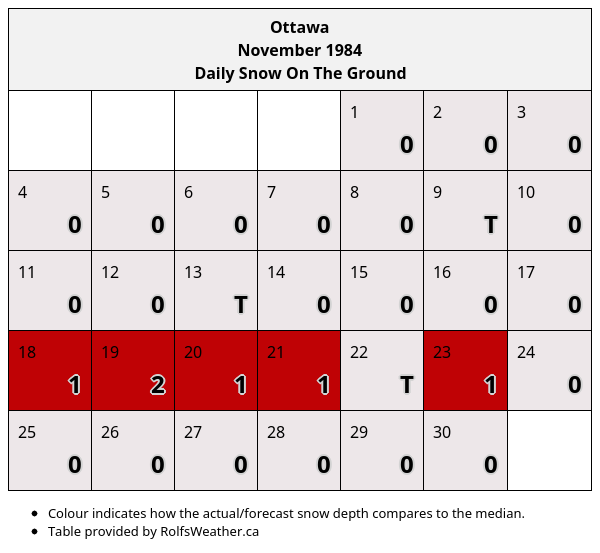 Ottawa
November 1984
Daily Snow On The Ground
1 2 3
0 0 0
4 5 6 7 8 9 10
0 0 0 0 0 T 0
11 12 13 14 15 16 17
0 0 T 0 0 0 0
18 19 20 21 22 23 24
1 2 1 1 T 1 0
25 26 27 28 29 30
0 0 0 0 0 0
• Colour indicates how the actual/forecast snow depth compares to the median.
• Table provided by RolfsWeather.ca